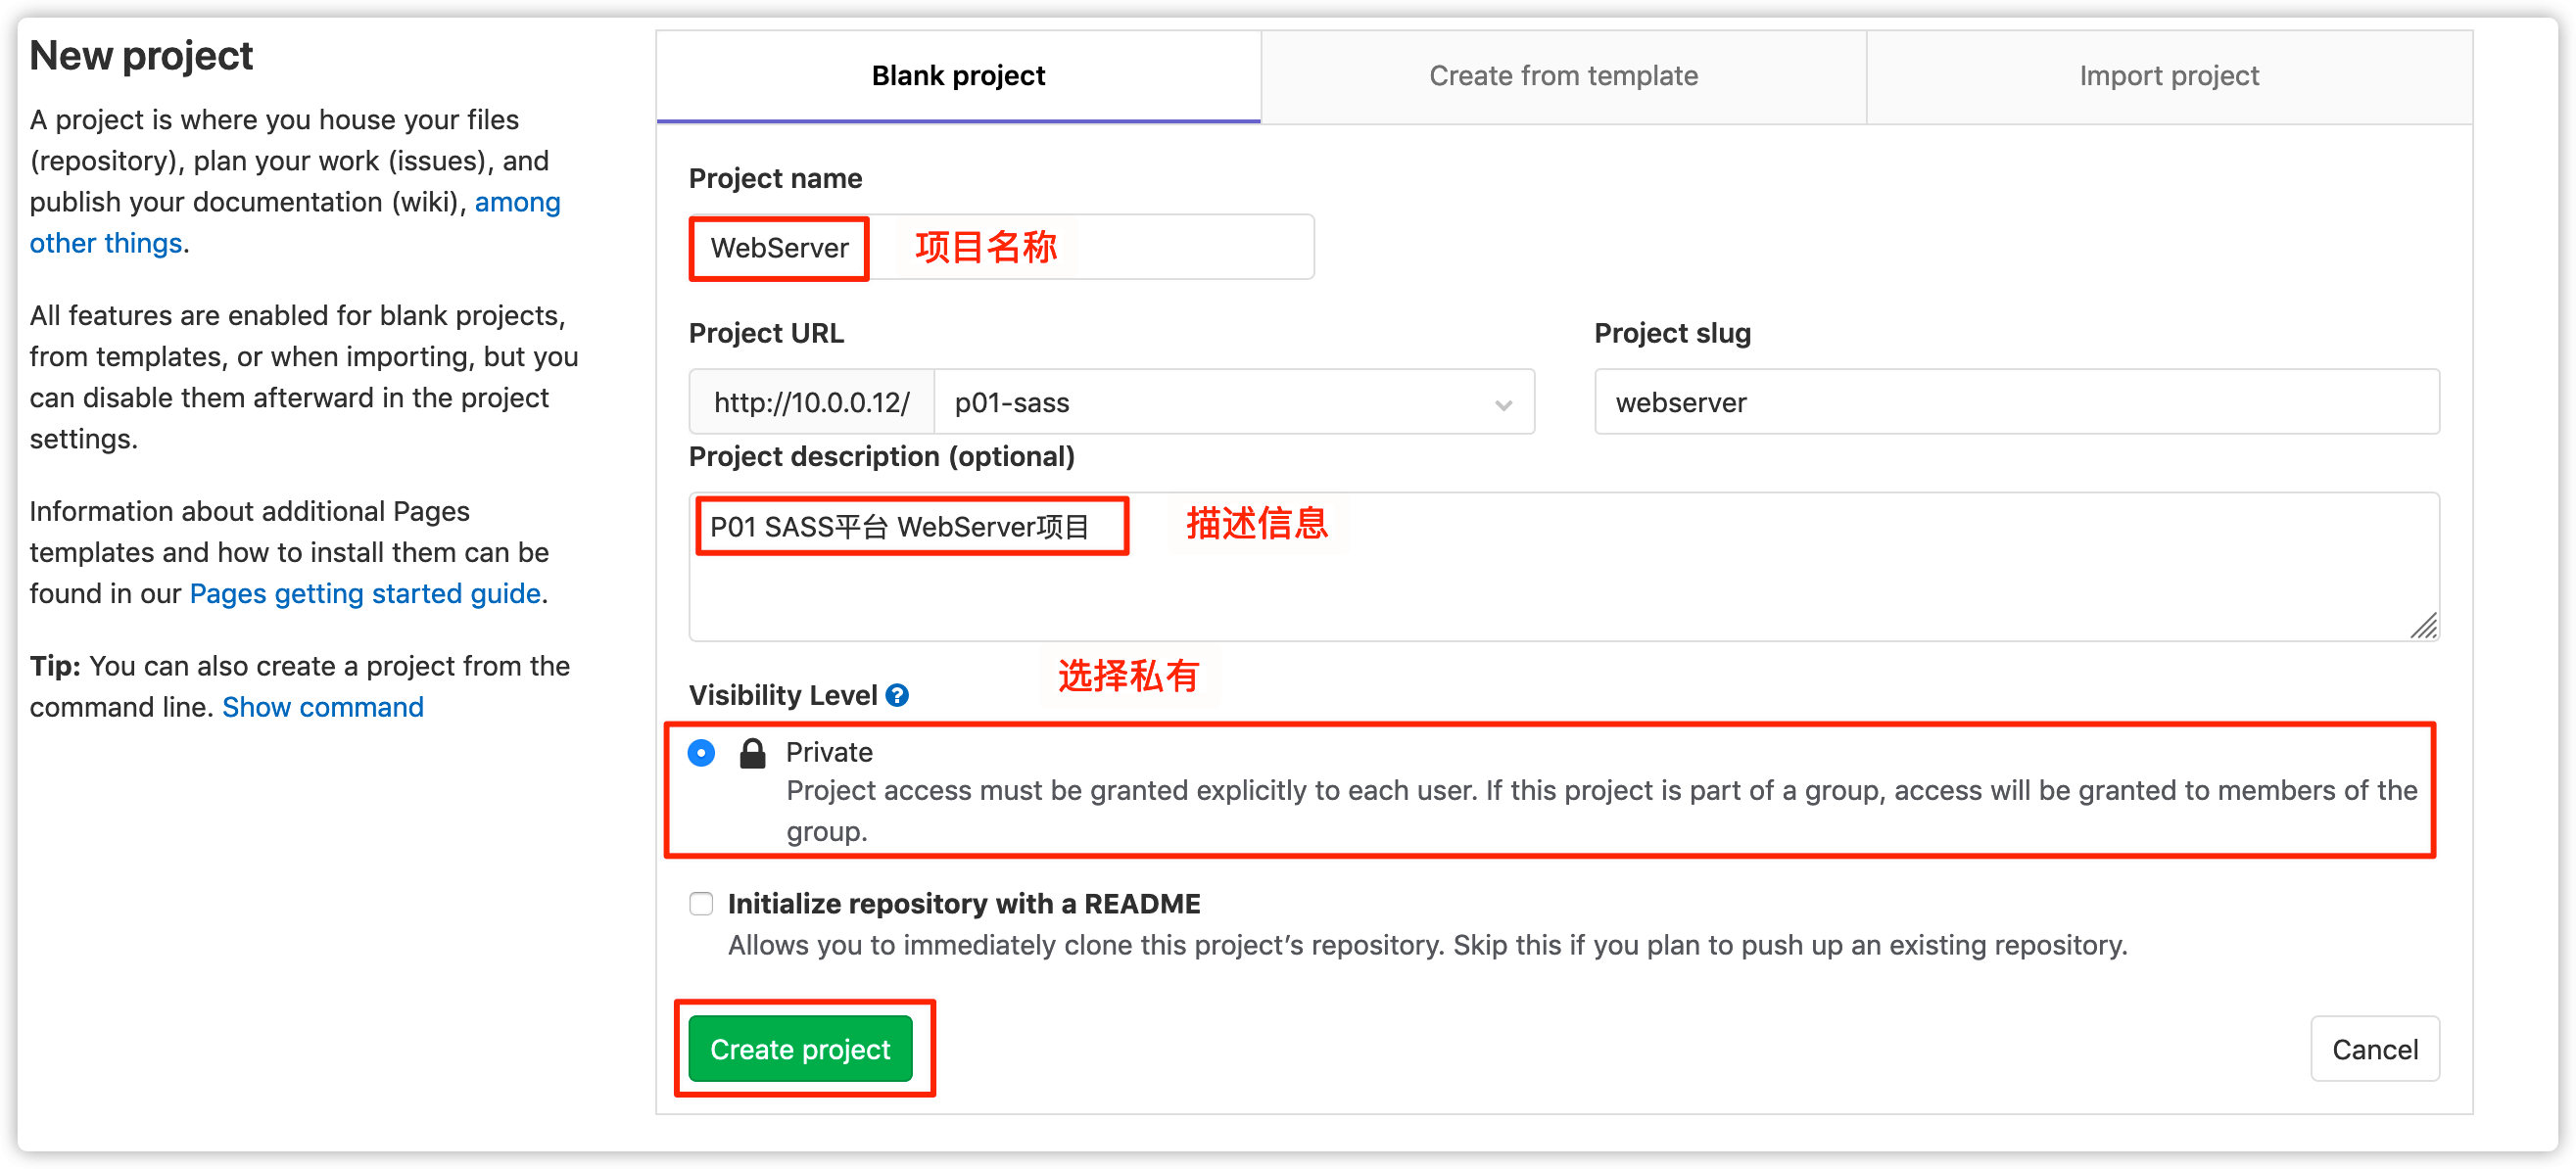 New project
A project is where you house your files
(repository), plan your work (issues), and
publish your documentation (wiki), among
other things.
All features are enabled for blank projects,
from templates, or when importing, but you
can disable them afterward in the project
settings.
Information about additional Pages
templates and how to install them can be
found in our Pages getting started guide.
Tip: You can also create a project from the
command line. Show command
Blank project
Create from template
Import project
Project name
WebServer
项目名称
Project URL
Project slug
http://10.0.0.12/
p01-sass
webserver
Project description (optional)
P01 SASS平台 WebServer项目
描述信息
选择私有
Visibility Level
Private
Project access must be granted explicitly to each user. If this project is part of a group, access will be granted to members of the
group.
Initialize repository with a README
Allows you to immediately clone this project’s repository. Skip this if you plan to push up an existing repository.
Create project
Cancel